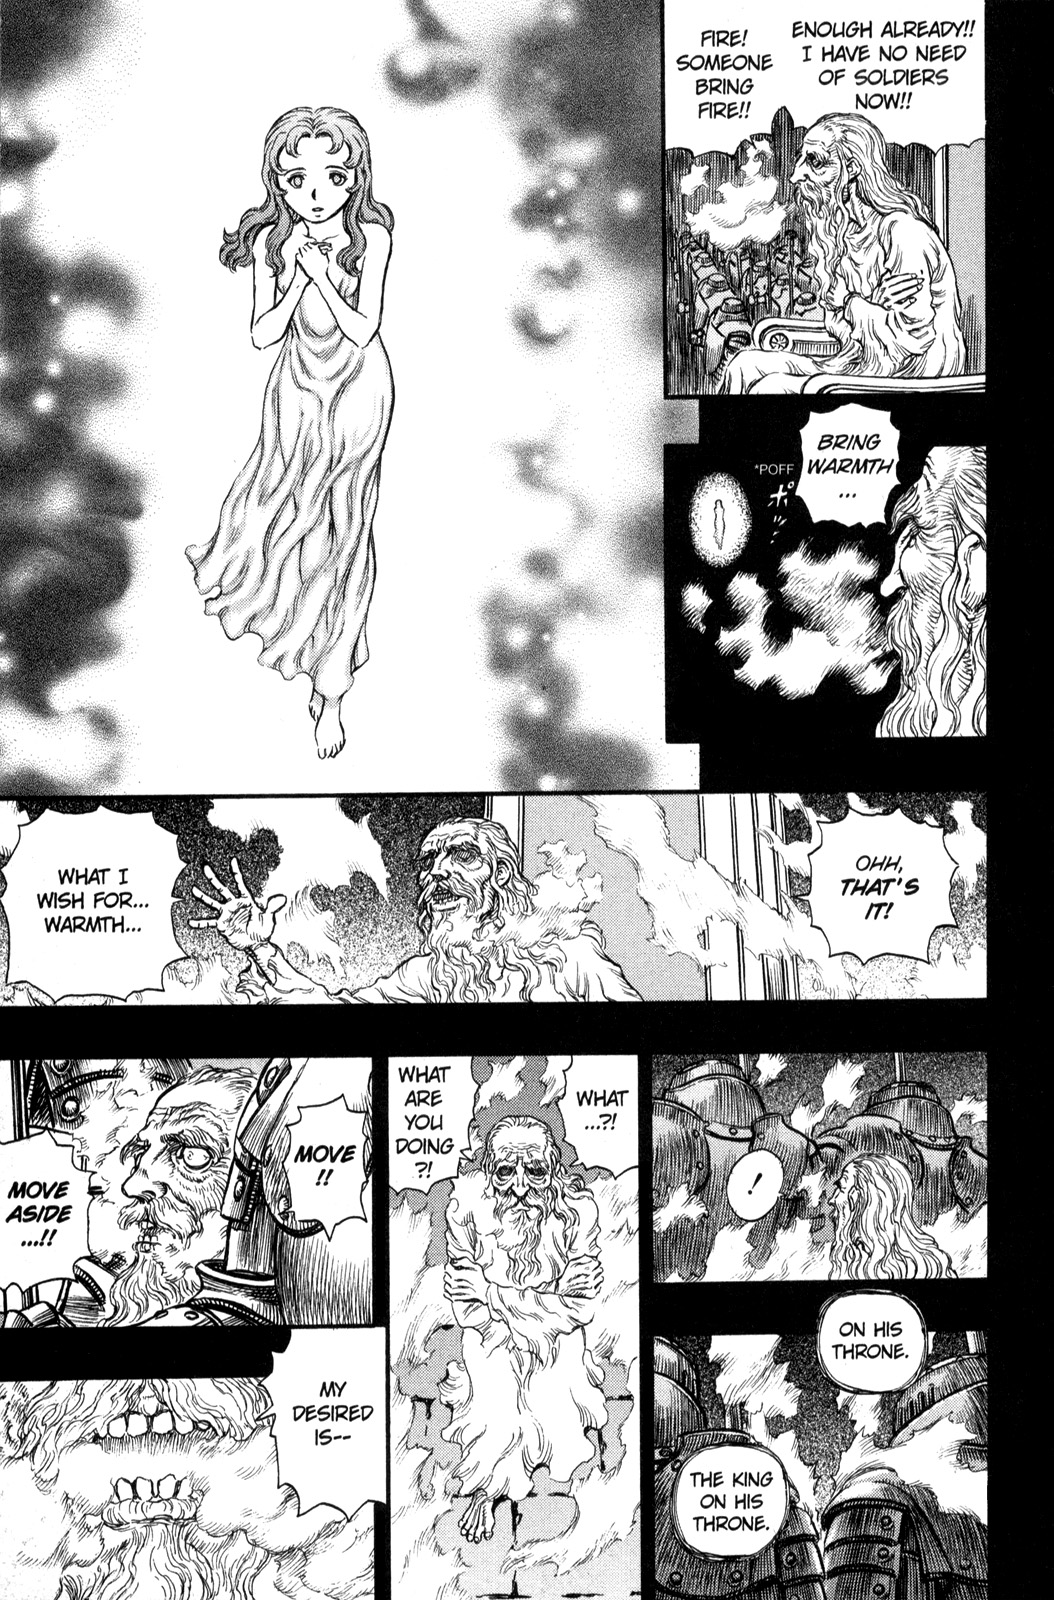 ENOUGH ALREADY!!
I HAVE NO NEED
OF SOLDIERS
NOW!!
FIRE!
SOMEONE
BRING
FIRE!!
BRING
WARMTH
...
*POFF
ポッ
OHH,
THAT'S
IT!
WHAT I
WISH FOR...
WARMTH...
!
ON HIS
THRONE.
THE KING
ON HIS
THRONE.
WHAT
...?!
WHAT
ARE
YOU
DOING
?!
MOVE
!!
MOVE
ASIDE
...!!
MY
DESIRED
IS--